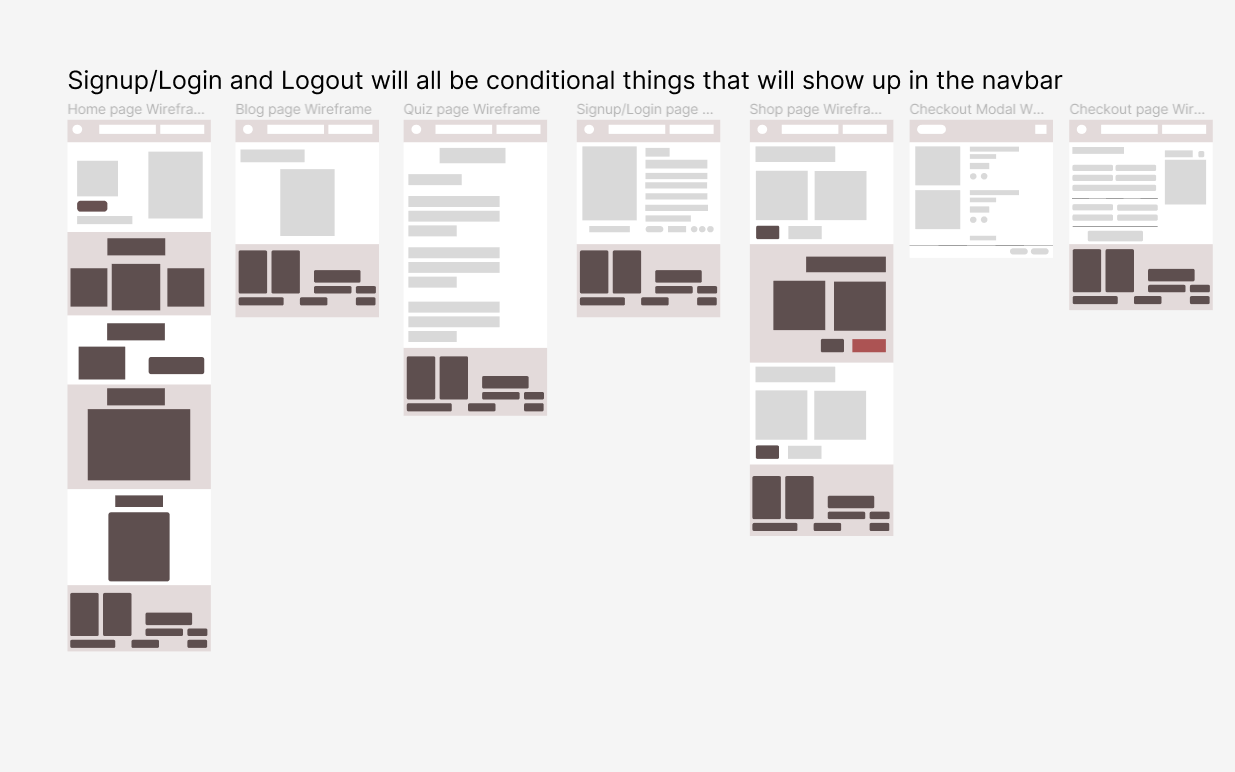 Signup/Login and Logout will all be conditional things that will show up in the navbar
Home page Wirefra...
Blog page Wireframe
Quiz page Wireframe
Signup/Login page ...
Shop page Wirefra...
Checkout Modal W...
Checkout page Wir...